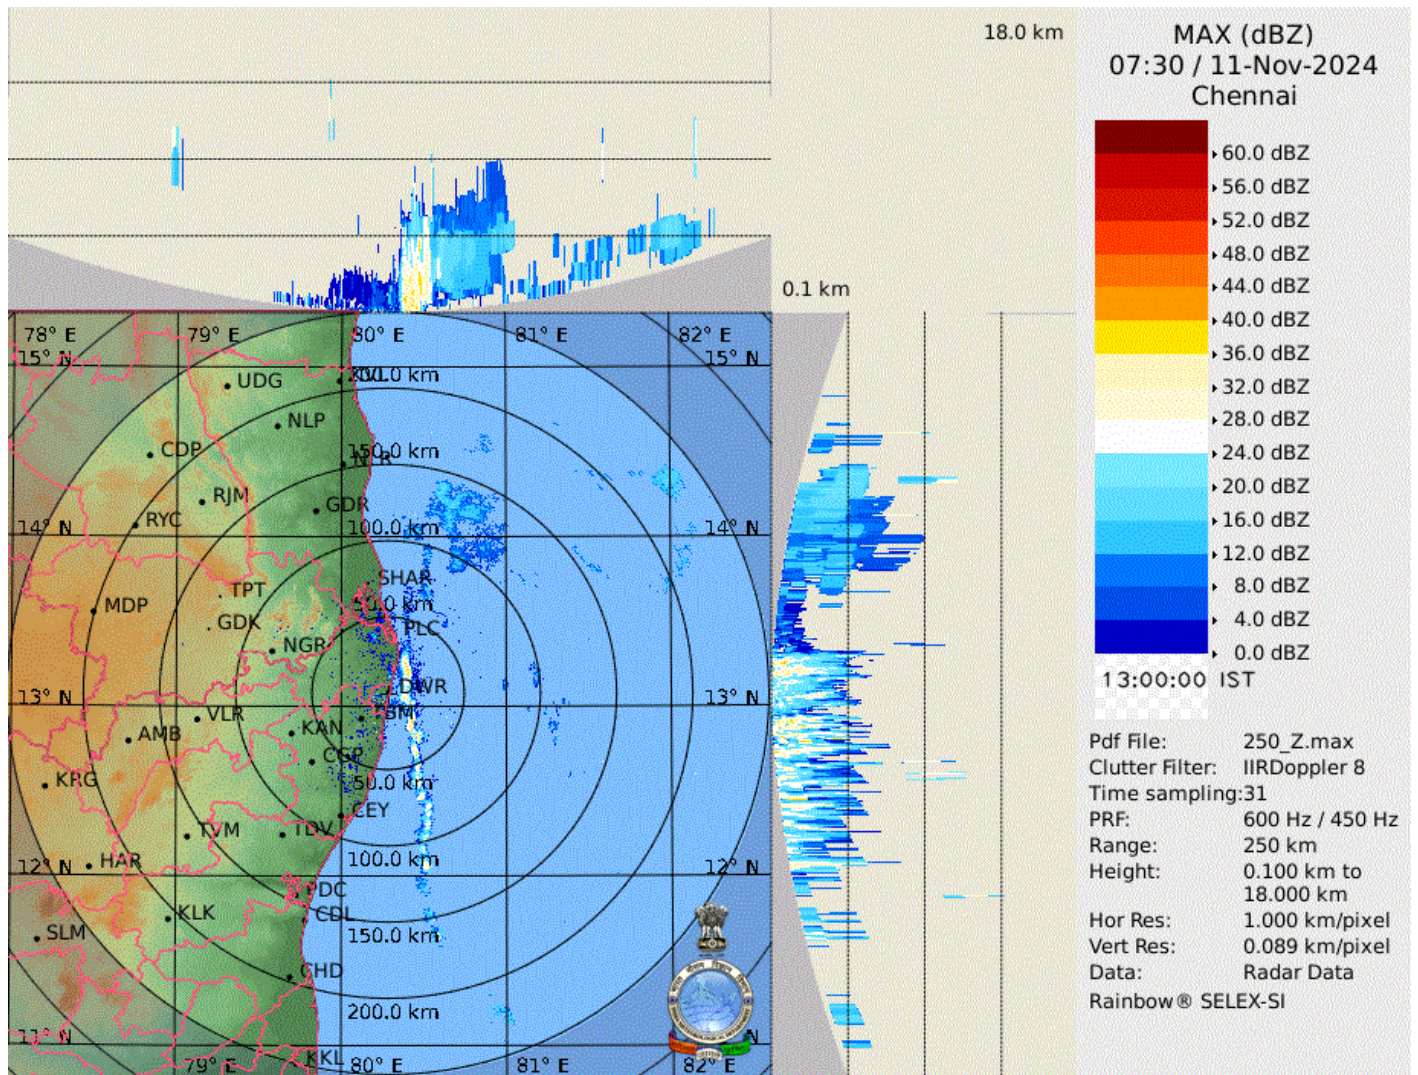 18.0 km
0.1 km
MAX (dBZ)
07:30 / 11-Nov-2024
Chennai
60.0 dBZ
56.0 dBZ
52.0 dBZ
48.0 dBZ
44.0 dBZ
40.0 dBZ
36.0 dBZ
32.0 dBZ
28.0 dBZ
24.0 dBZ
20.0 dBZ
16.0 dBZ
12.0 dBZ
8.0 dBZ
4.0 dBZ
0.0 dBZ
13:00:00 IST
Pdf File: 250_Z.max
Clutter Filter: IIRDoppler 8
Time sampling:31
PRF: 600 Hz / 450 Hz
Range: 250 km
Height: 0.100 km to
18.000 km
Hor Res: 1.000 km/pixel
Vert Res: 0.089 km/pixel
Data: Radar Data
Rainbow® SELEX-SI
78° E 79° E 80° E 81° E 82° E
15° N 15° N
UDG
NLP
150.0 km
CDP
RJM
GDR
RYC
14° N 100.0 km 14° N
SHAR
TPT
50.0 km
MDP
GDK
PLC
NGR
DWR
13° N 13° N
VLR
KAN
AMB
CGP
KPG
50.0 km
CEY
TVM TDV
HAR
100.0 km
12° N 12° N
PDC
KLK CDL
SLM
150.0 km
CHD
200.0 km
11° N 11° N
KKL
79° E 80° E 81° E 82° E